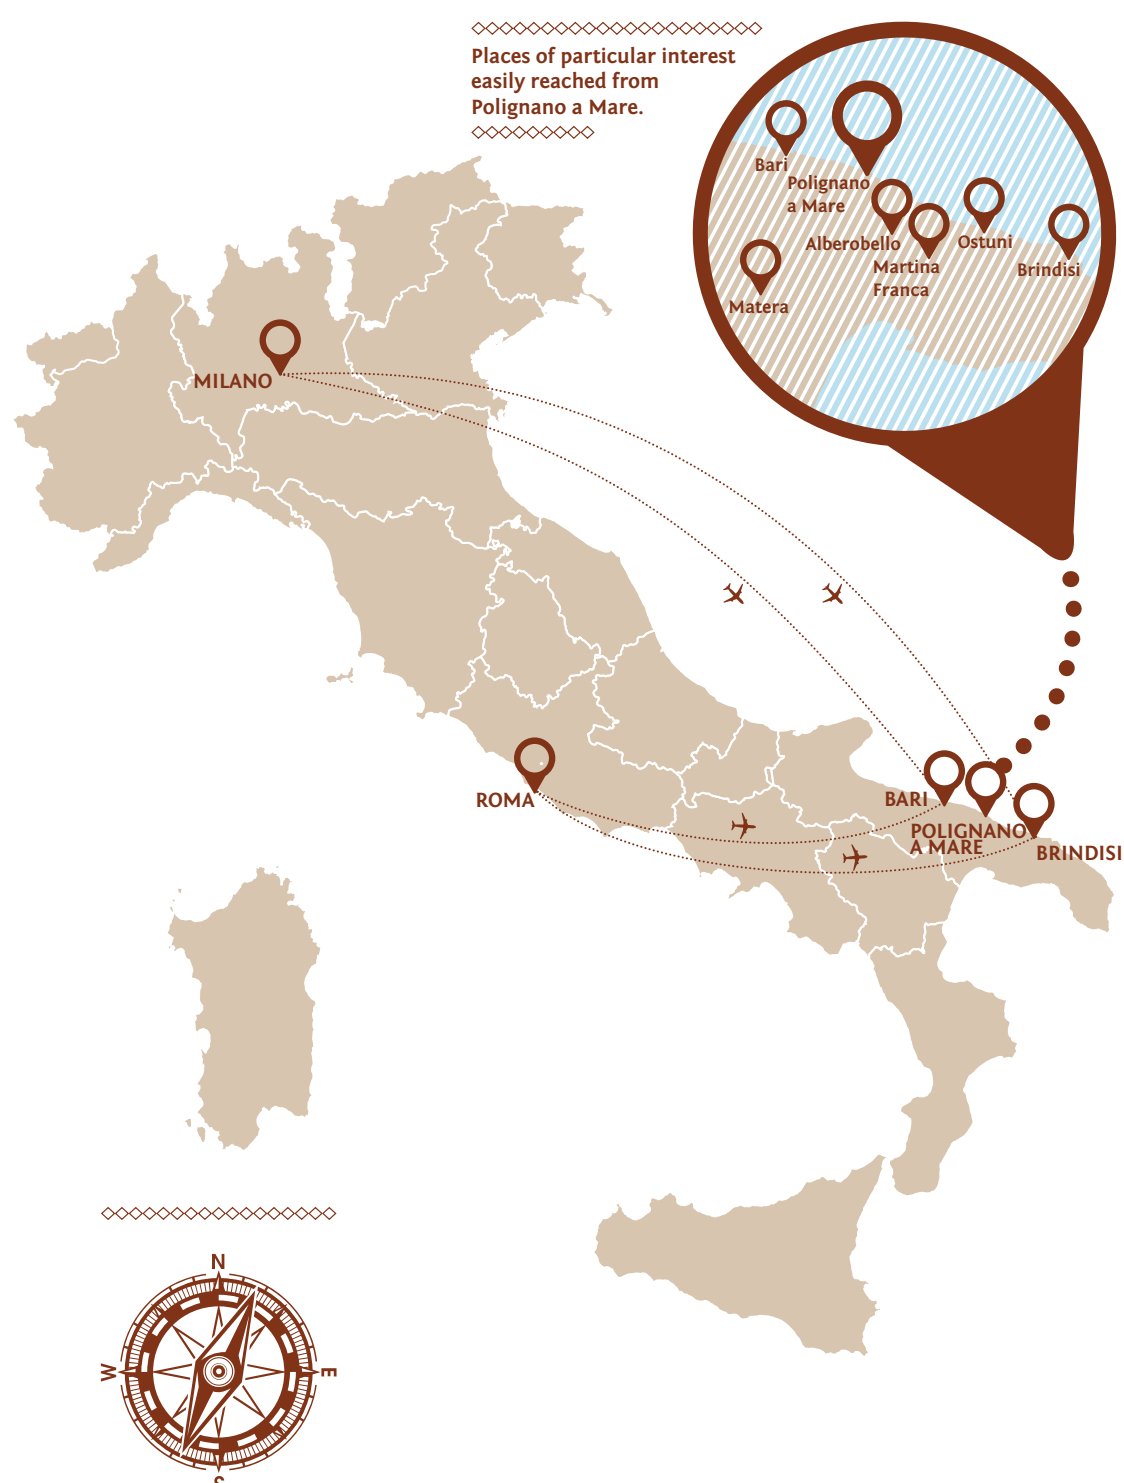 Places of particular interest
easily reached from
Polignano a Mare.
Bari
Polignano
a Mare
Alberobello
Martina
Franca
Ostuni
Brindisi
Matera
MILANO
ROMA
BARI
POLIGNANO
A MARE
BRINDISI
N
W
E
S